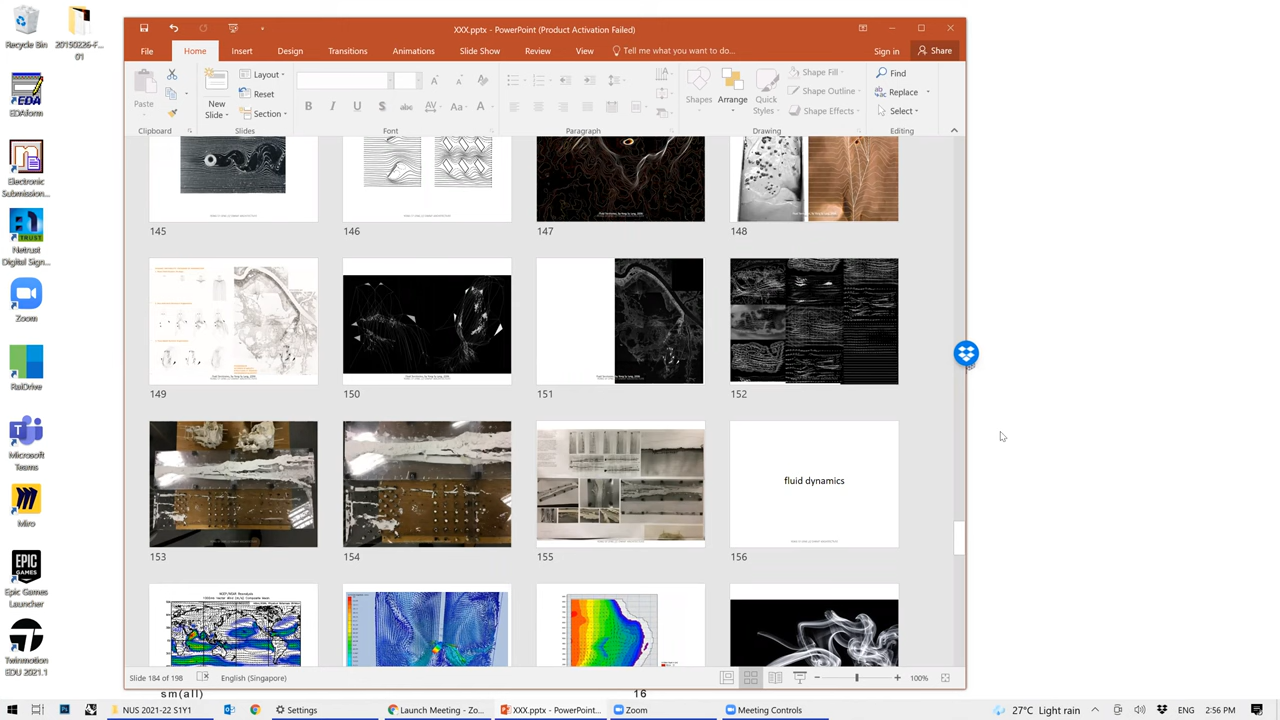 Recycle Bin
20190226-F...
01
EDAform
Electronic
Submission...
Netrust
Digital Sign...
Zoom
RaiDrive
Microsoft
Teams
Miro
Epic Games
Launcher
Twinmotion
EDU 2021.1
XXX.pptx - PowerPoint (Product Activation Failed)
File
Home
Insert
Design
Transitions
Animations
Slide Show
Review
View
Tell me what you want to do...
Sign in
Share
Paste
New
Slide
Layout
Reset
Section
Shapes
Arrange
Quick
Styles
Shape Fill
Shape Outline
Shape Effects
Find
Replace
Select
Clipboard
Slides
Font
Paragraph
Drawing
Editing
145
146
147
148
149
150
151
152
fluid dynamics
153
154
155
156
Slide 184 of 198
English (Singapore)
100%
sm(all)
16
NUS 2021-22 S1Y1
Settings
Launch Meeting - Zo...
XXX.pptx - PowerPo...
Zoom
Meeting Controls
27°C Light rain
ENG
2:56 PM